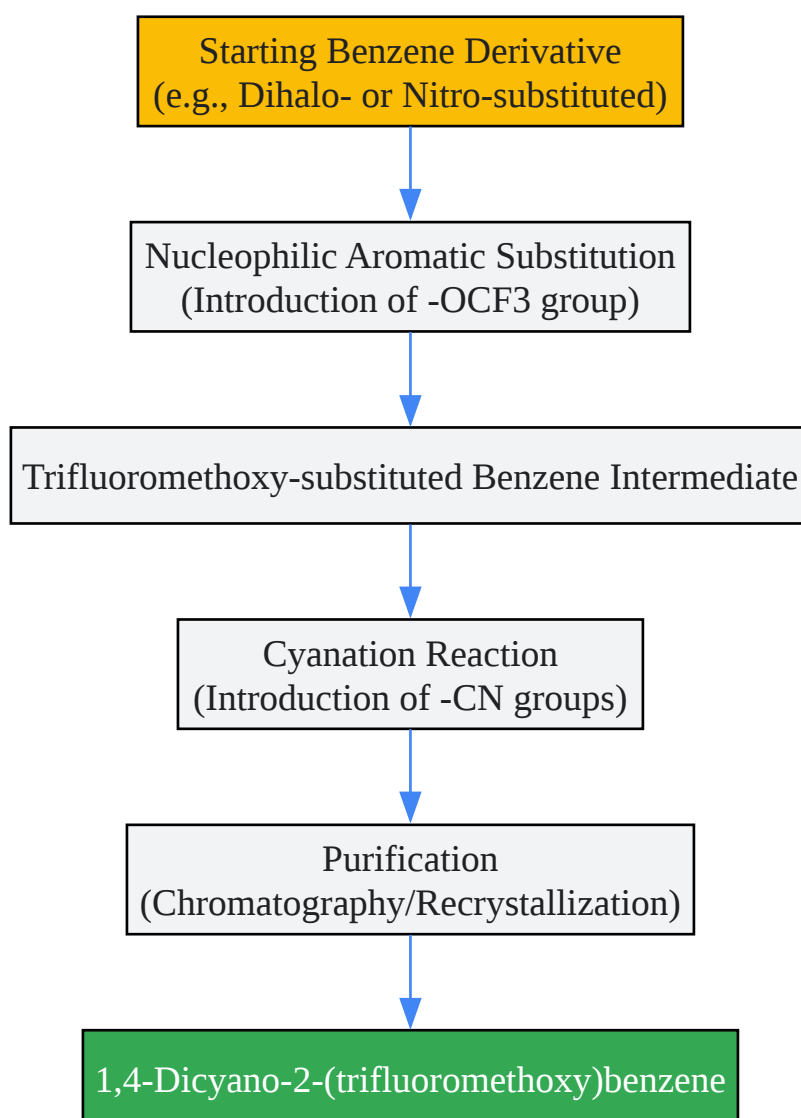 Starting Benzene Derivative
(e.g., Dihalo- or Nitro-substituted)
Nucleophilic Aromatic Substitution
(Introduction of -OCF3 group)
Trifluoromethoxy-substituted Benzene Intermediate
Cyanation Reaction
(Introduction of -CN groups)
Purification
(Chromatography/Recrystallization)
1,4-Dicyano-2-(trifluoromethoxy)benzene